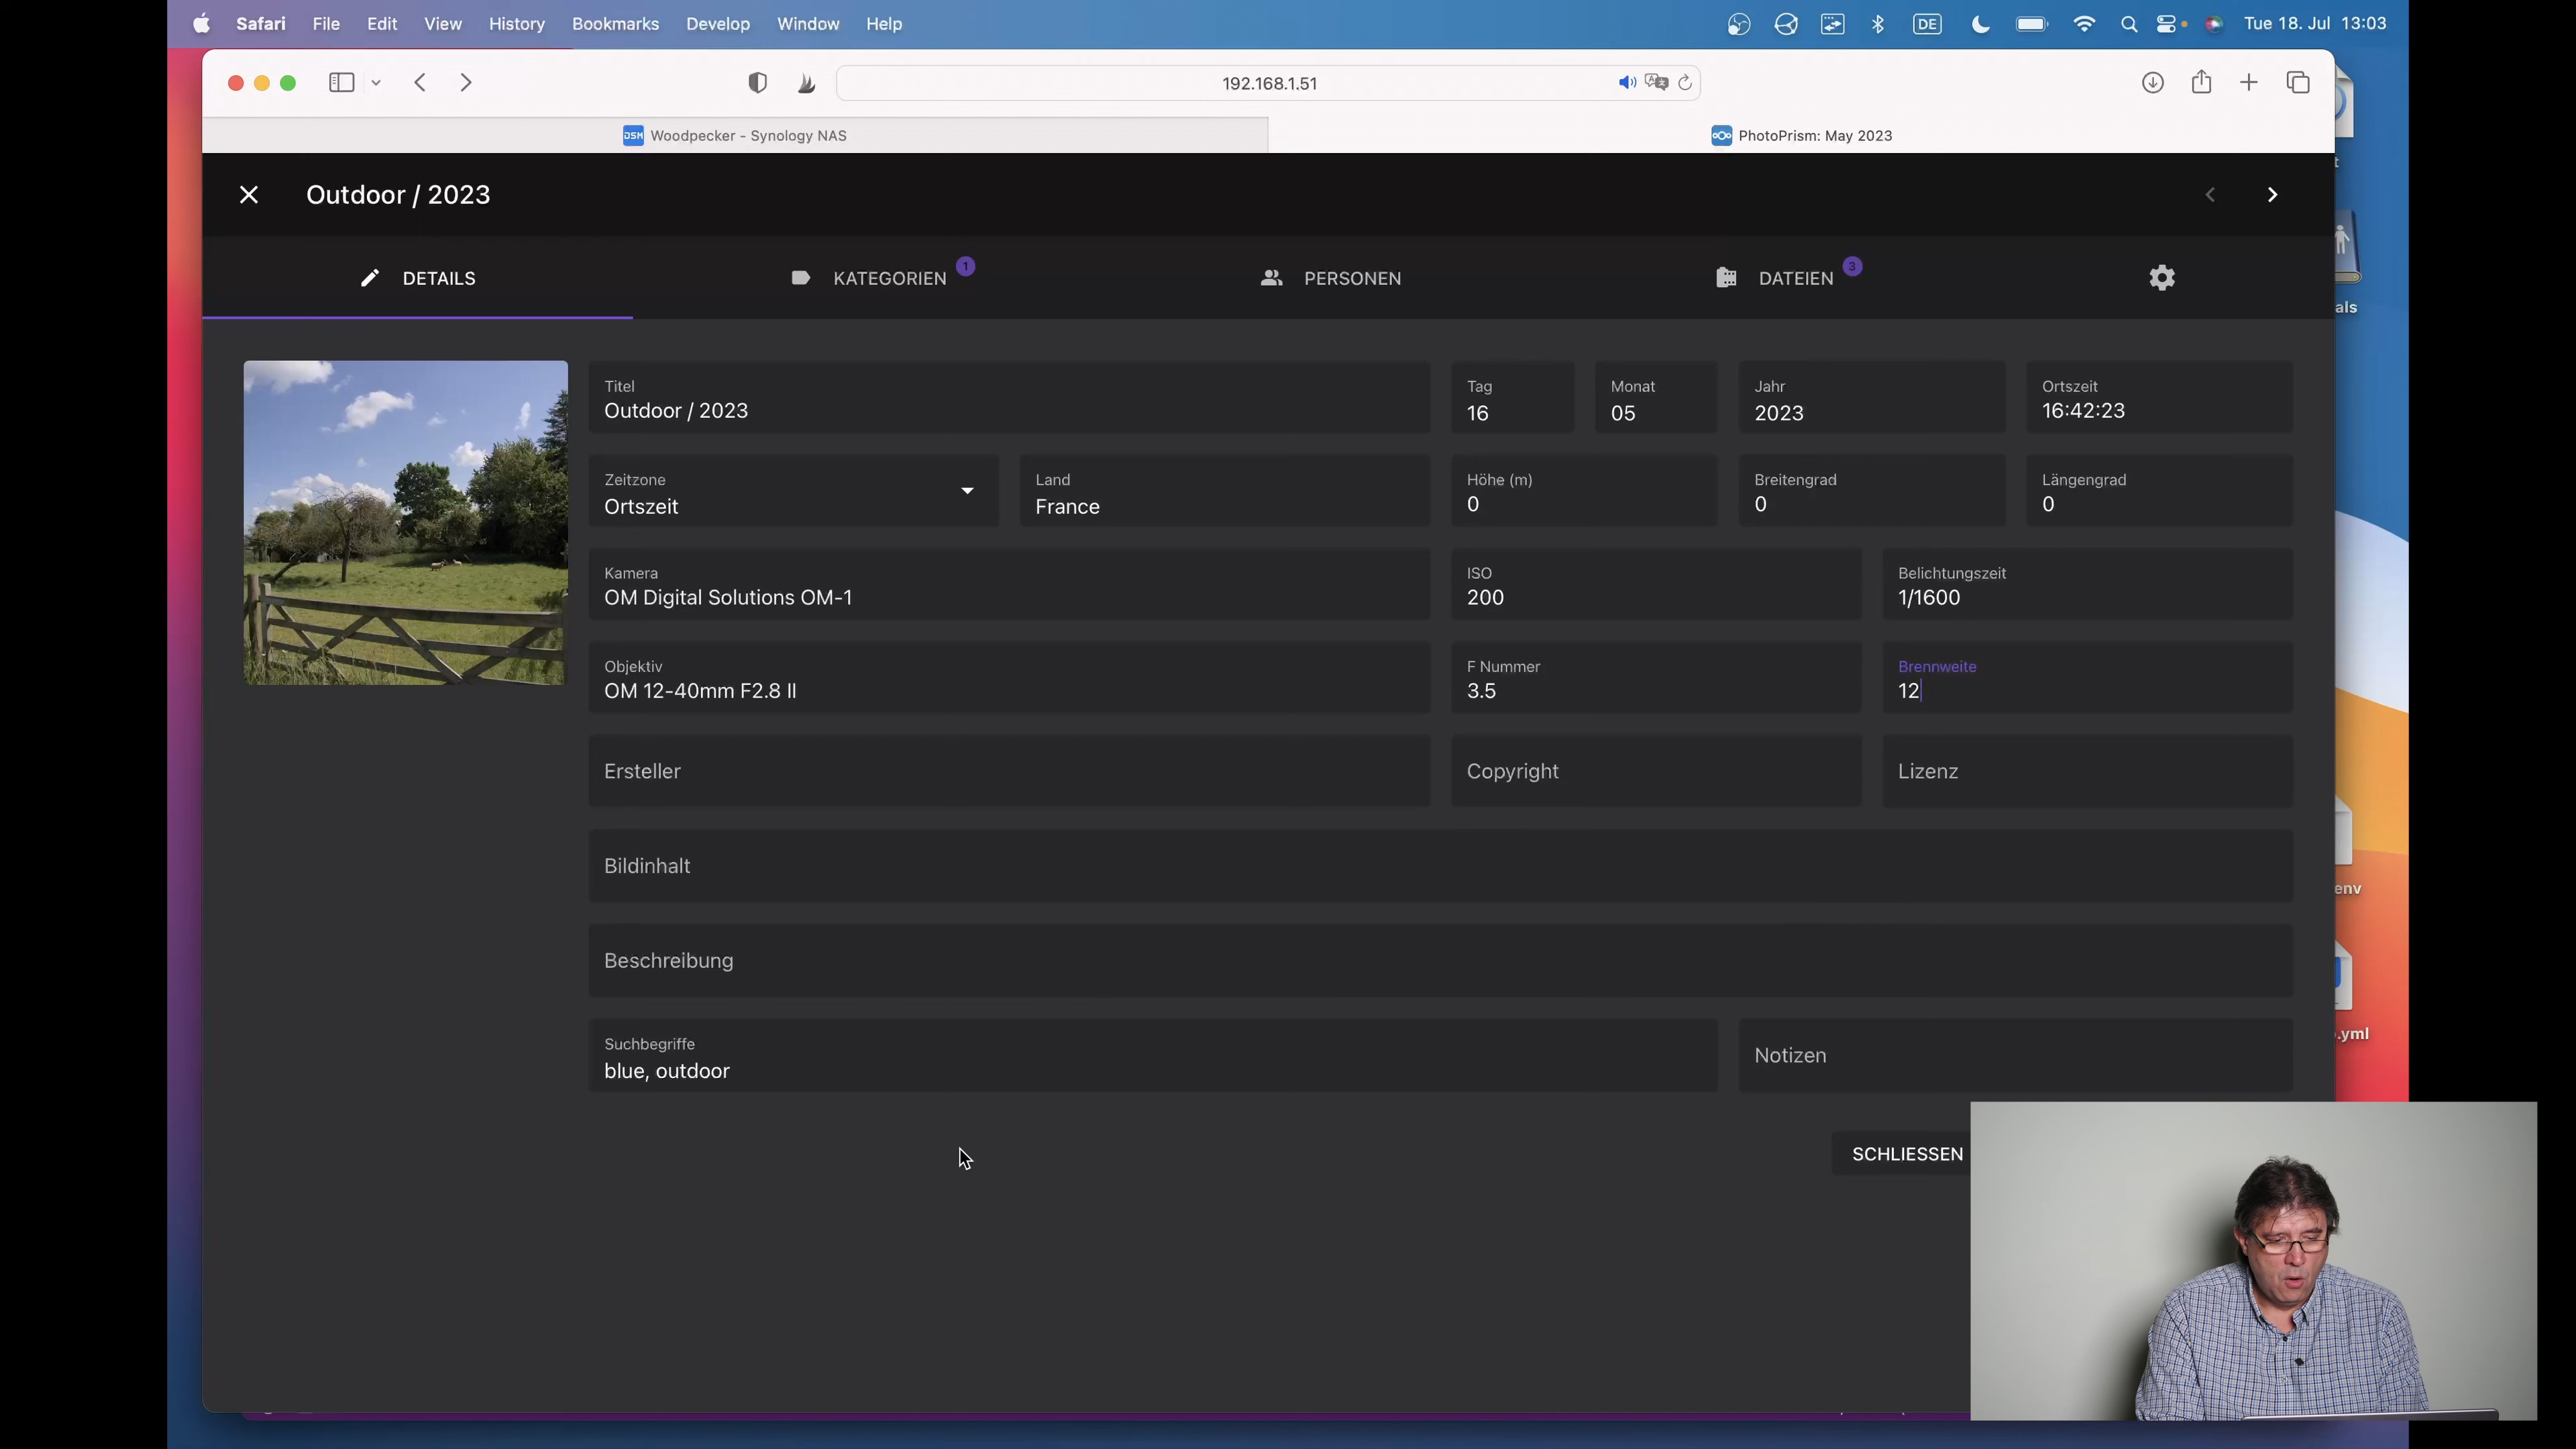 Safari File Edit View History Bookmarks Develop Window Help DE Tue 18. Jul 13:03
192.168.1.51
DSM Woodpecker - Synology NAS
PhotoPrism: May 2023
Outdoor / 2023
DETAILS
KATEGORIEN 1
PERSONEN
DATEIEN 3
als
Titel
Outdoor / 2023
Tag
16
Monat
05
Jahr
2023
Ortszeit
16:42:23
Zeitzone
Ortszeit
Land
France
Höhe (m)
0
Breitengrad
0
Längengrad
0
Kamera
OM Digital Solutions OM-1
ISO
200
Belichtungszeit
1/1600
Objektiv
OM 12-40mm F2.8 II
F Nummer
3.5
Brennweite
12
Ersteller
Copyright
Lizenz
Bildinhalt
env
Beschreibung
Suchbegriffe
blue, outdoor
Notizen
.yml
SCHLIESSEN